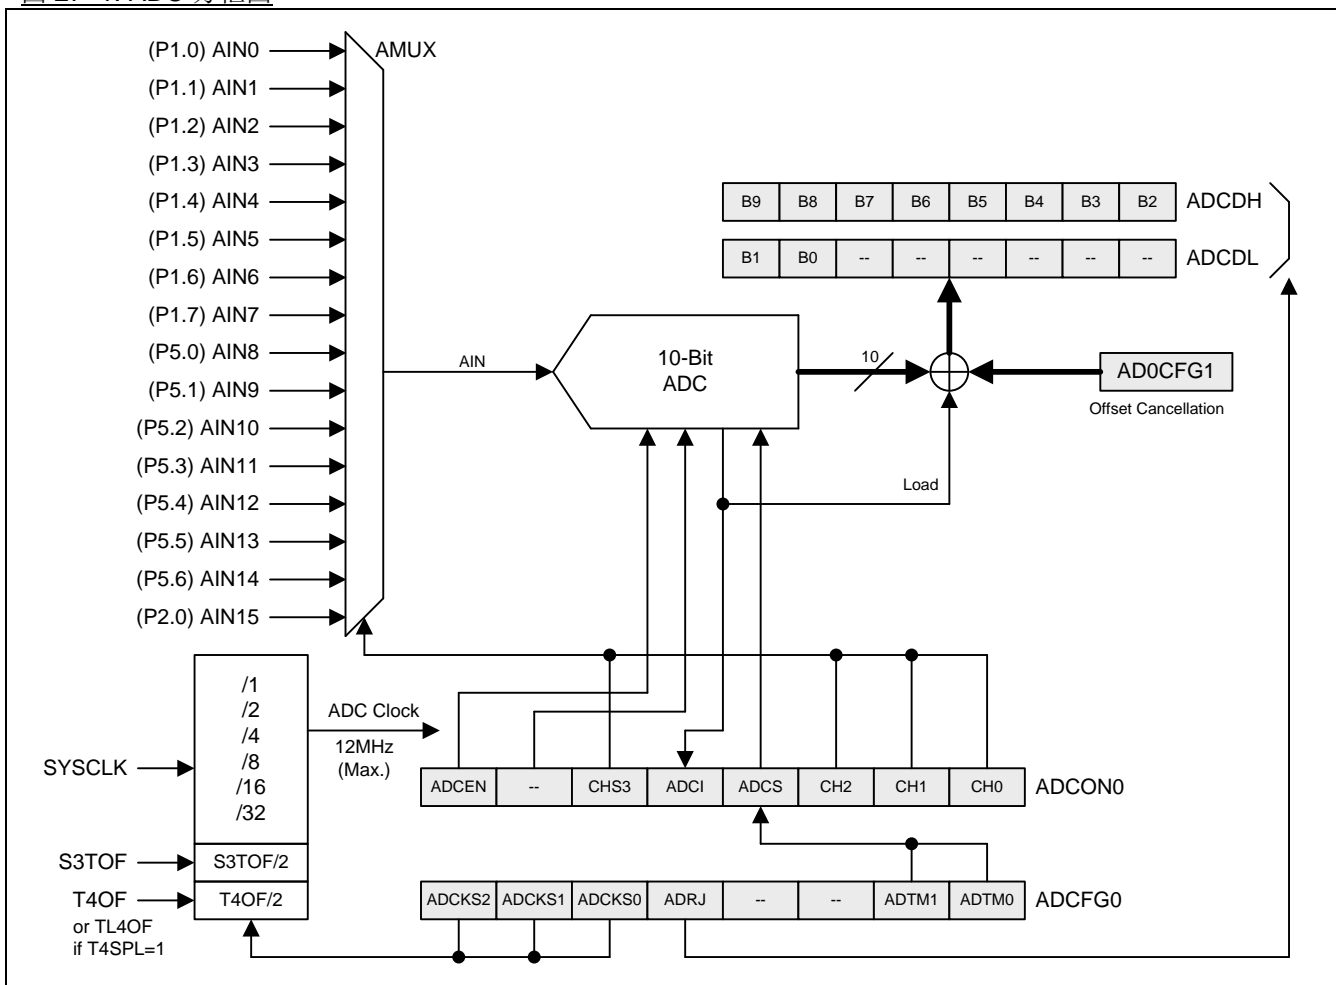 (P1.0) AIN0
AMUX
(P1.1) AIN1
(P1.2) AIN2
(P1.3) AIN3
(P1.4) AIN4
(P1.5) AIN5
(P1.6) AIN6
(P1.7) AIN7
(P5.0) AIN8
(P5.1) AIN9
(P5.2) AIN10
(P5.3) AIN11
(P5.4) AIN12
(P5.5) AIN13
(P5.6) AIN14
(P2.0) AIN15
B9 B8 B7 B6 B5 B4 B3 B2 ADCDH
B1 B0 -- -- -- -- -- -- ADCDL
AIN
10-Bit
ADC
10
AD0CFG1
Offset Cancellation
Load
/1
/2
/4
/8
/16
/32
ADC Clock
12MHz
(Max.)
SYSCLK
S3TOF
S3TOF/2
T4OF
T4OF/2
or TL4OF
if T4SPL=1
ADCEN -- CHS3 ADCI ADCS CH2 CH1 CH0 ADCON0
ADCKS2 ADCKS1 ADCKS0 ADRJ -- -- ADTM1 ADTM0 ADCFG0